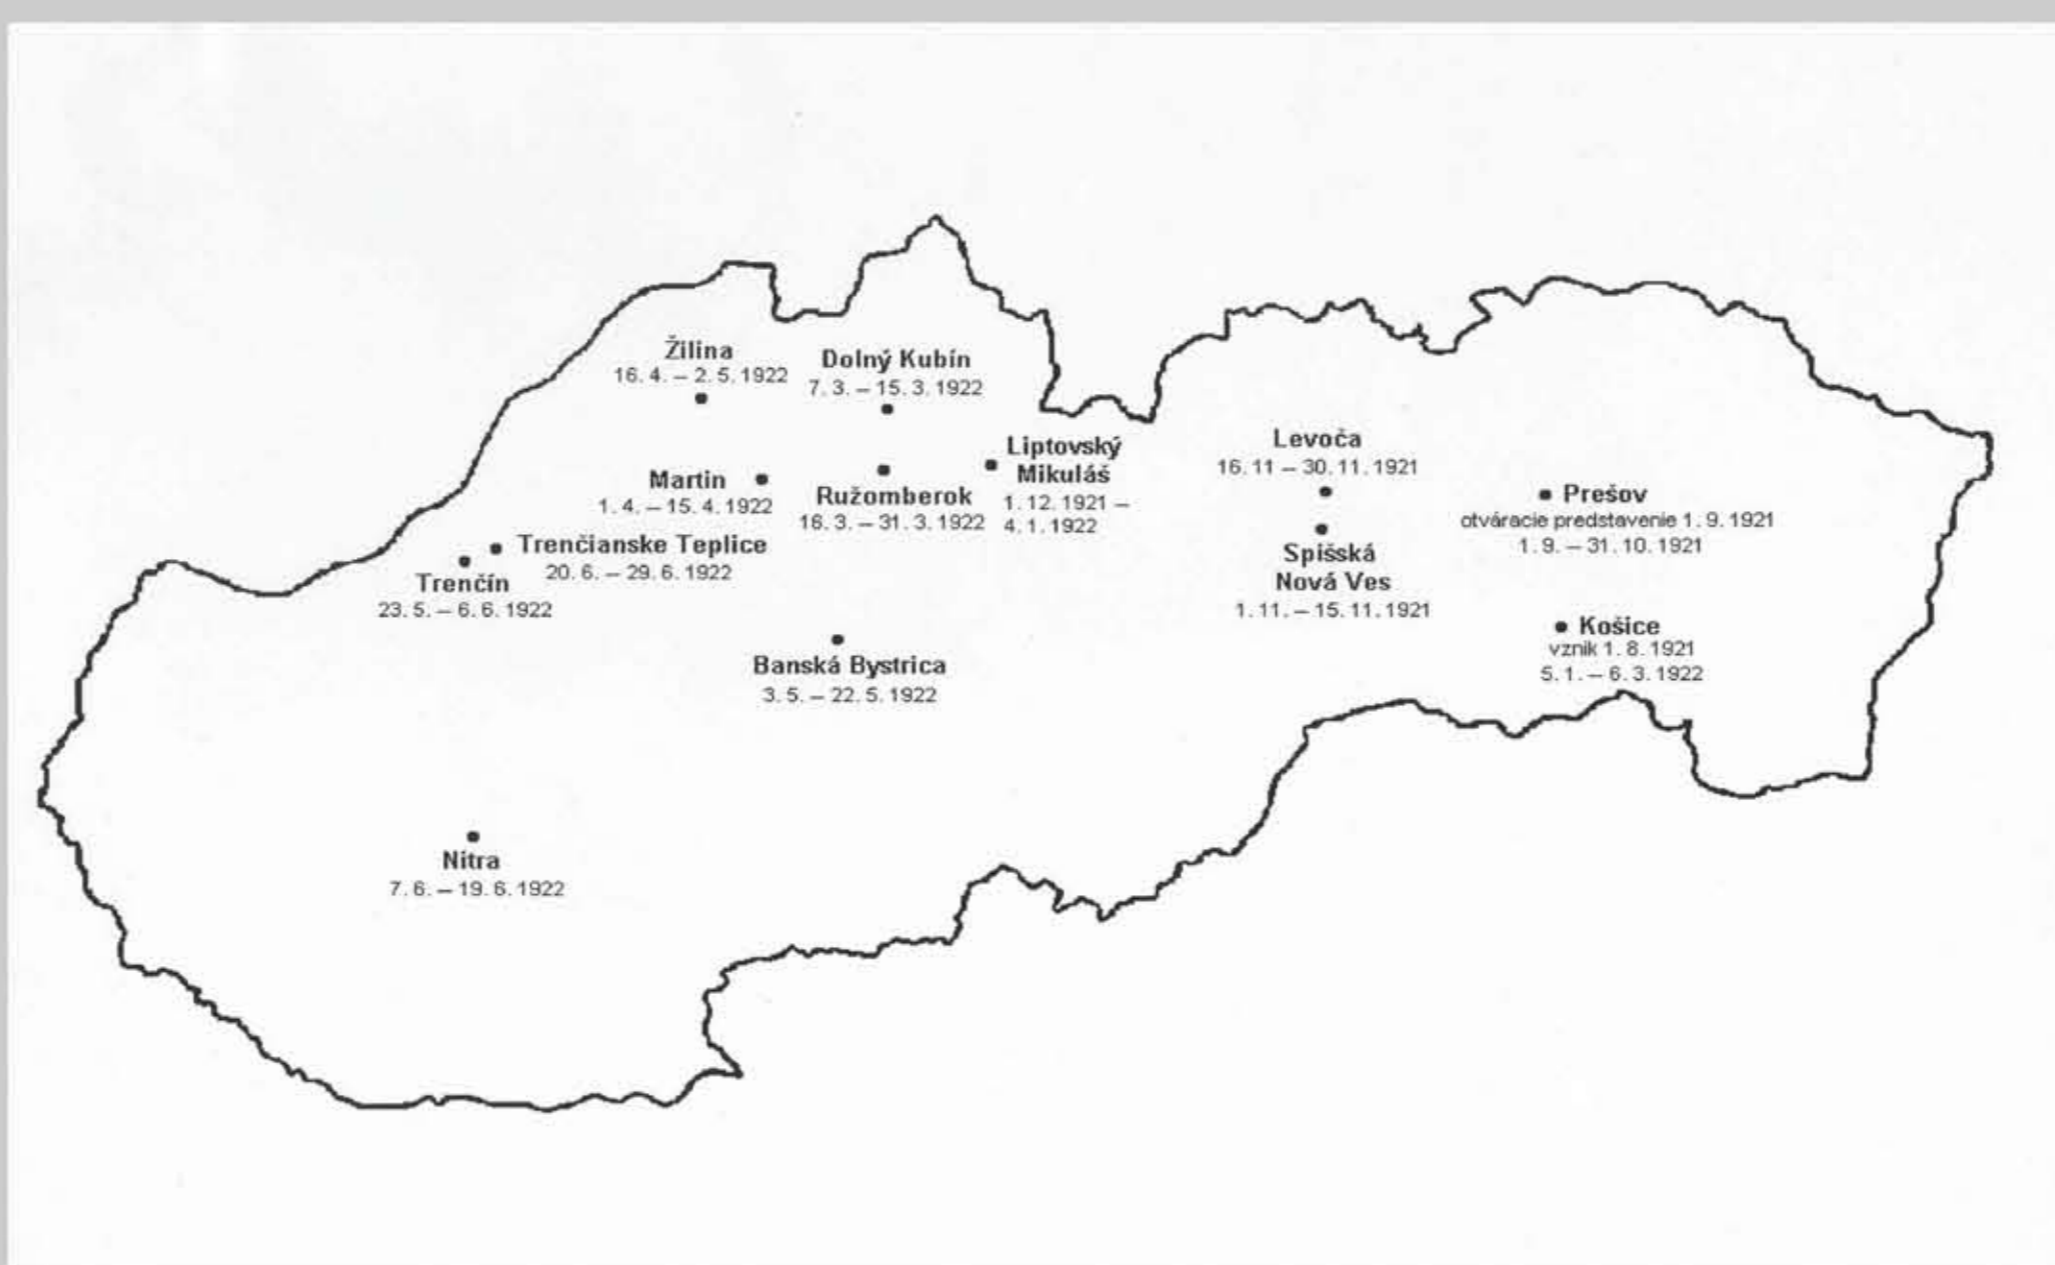 Žilina
16. 4. – 2. 5. 1922
Dolný Kubín
7. 3. – 15. 3. 1922
Liptovský
Mikuláš
1. 12. 1921 –
4. 1. 1922
Martin
1. 4. – 15. 4. 1922
Ružomberok
16. 3. – 31. 3. 1922
Levoča
16. 11 – 30. 11. 1921
Prešov
otváracie predstavenie 1. 9. 1921
1. 9. – 31. 10. 1921
Trenčianske Teplice
20. 6. – 29. 6. 1922
Trenčín
23. 5. – 6. 6. 1922
Spišská
Nová Ves
1. 11. – 15. 11. 1921
Košice
vznik 1. 8. 1921
5. 1. – 6. 3. 1922
Banská Bystrica
3. 5. – 22. 5. 1922
Nitra
7. 6. – 19. 6. 1922